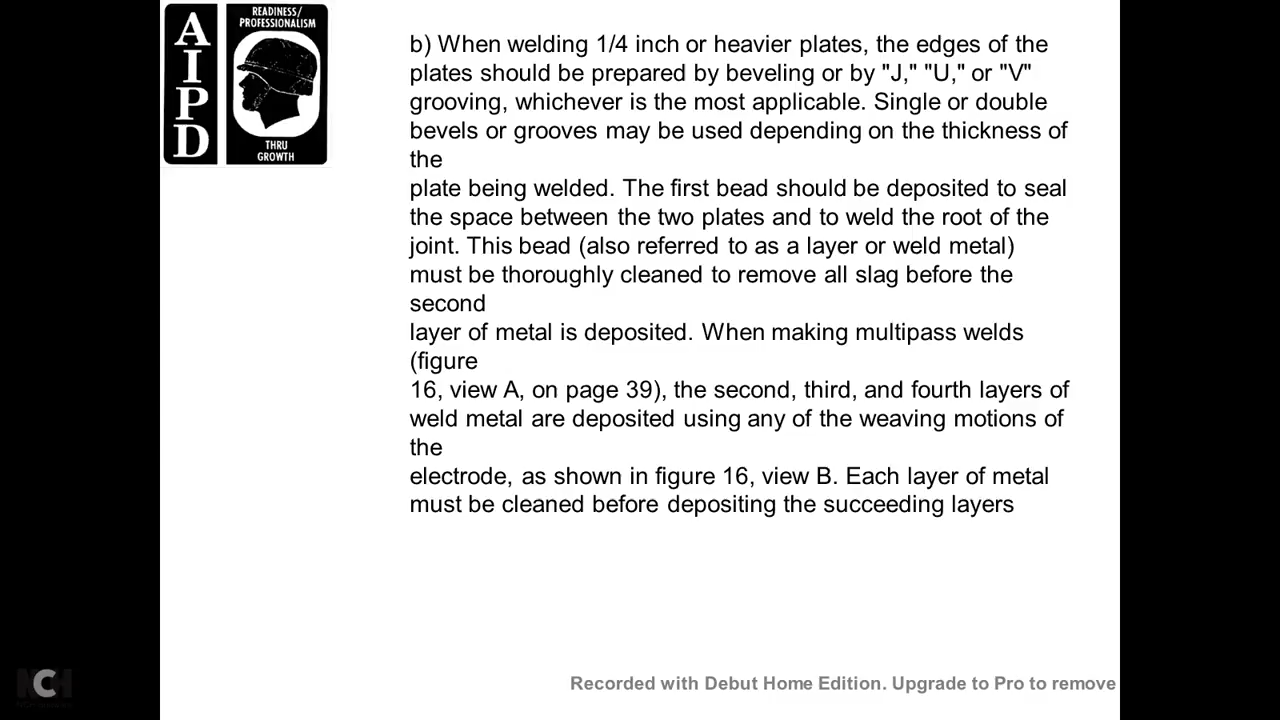 A
I
P
D
READINESS/
PROFESSIONALISM
THRU
GROWTH
b) When welding 1/4 inch or heavier plates, the edges of the
plates should be prepared by beveling or by "J," "U," or "V"
grooving, whichever is the most applicable. Single or double
bevels or grooves may be used depending on the thickness of
the
plate being welded. The first bead should be deposited to seal
the space between the two plates and to weld the root of the
joint. This bead (also referred to as a layer or weld metal)
must be thoroughly cleaned to remove all slag before the
second
layer of metal is deposited. When making multipass welds
(figure
16, view A, on page 39), the second, third, and fourth layers of
weld metal are deposited using any of the weaving motions of
the
electrode, as shown in figure 16, view B. Each layer of metal
must be cleaned before depositing the succeeding layers
NCH
Recorded with Debut Home Edition. Upgrade to Pro to remove